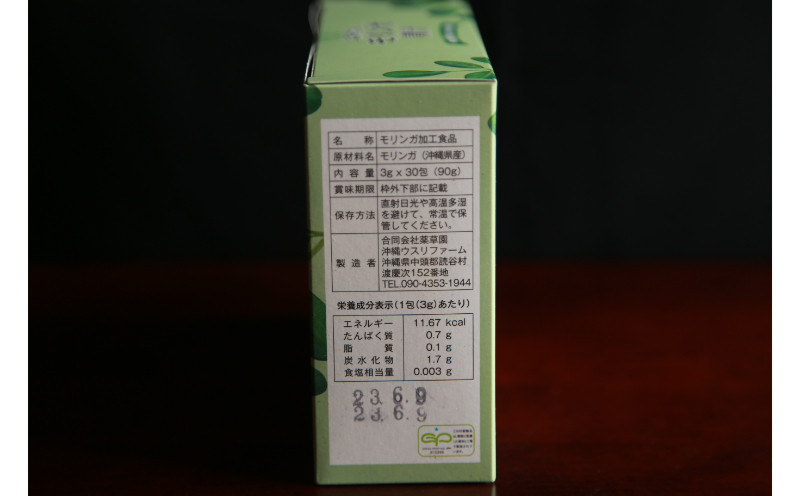 名称 モリンガ加工食品
原材料名 モリンガ（沖縄県産）
内容量 3g x 30包（90g）
賞味期限 枠外下部に記載
保存方法 直射日光や高温多湿
を避けて、常温で保
管してください。
製造者 合同会社薬草園
沖縄ウスリファーム
沖縄県中頭郡読谷村
渡慶次152番地
TEL.090-4353-1944
栄養成分表示（1包(3g)あたり）
エネルギー 11.67 kcal
たんぱく質 0.7 g
脂質 0.1 g
炭水化物 1.7 g
食塩相当量 0.003 g
23.6.9
23.6.9